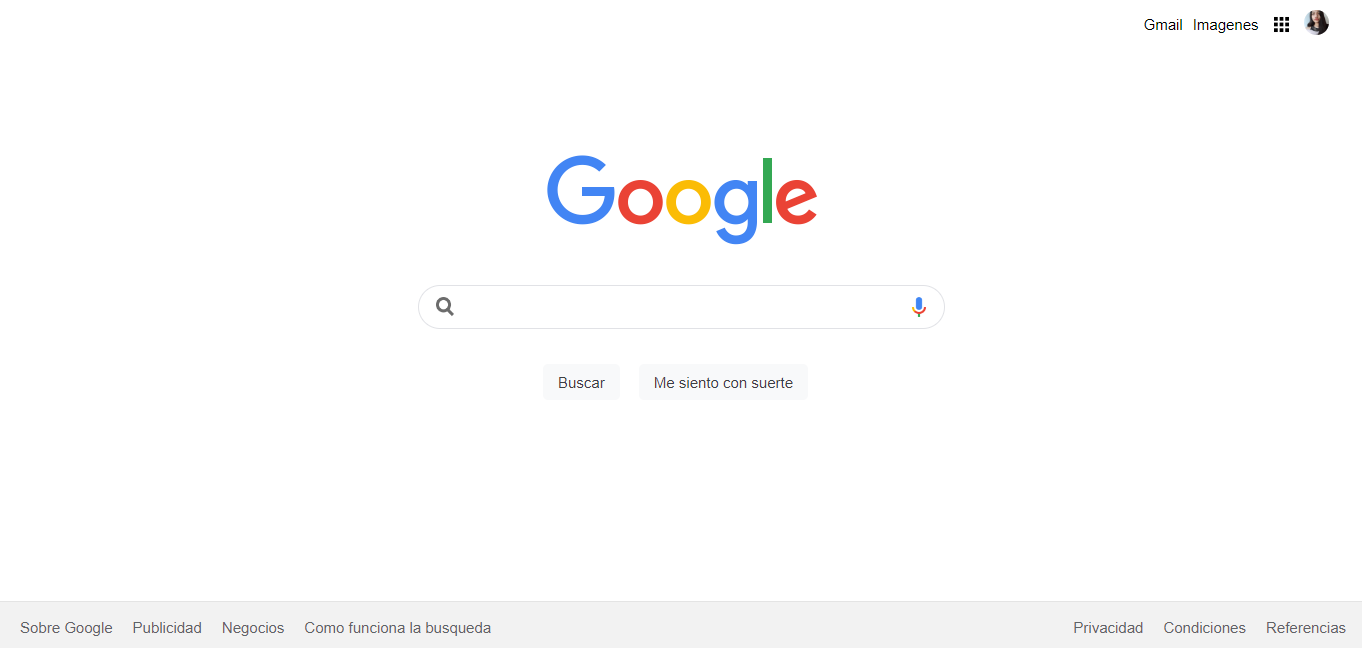 Gmail Imagenes
Google
Buscar Me siento con suerte
Sobre Google Publicidad Negocios Como funciona la busqueda Privacidad Condiciones Referencias